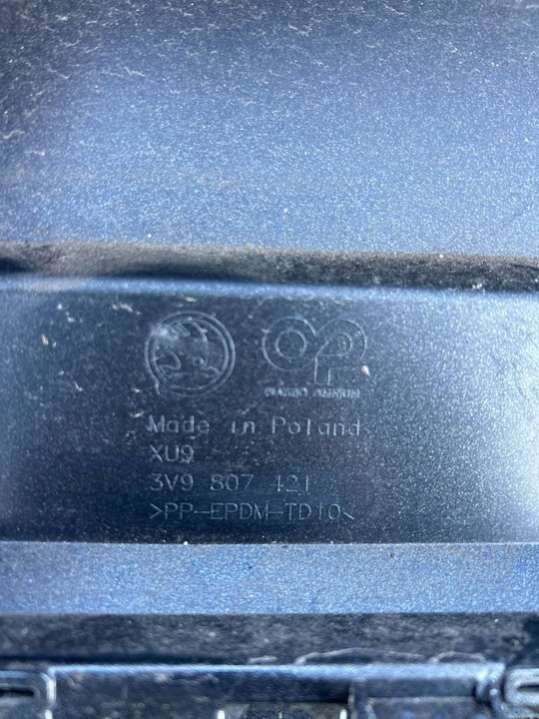 Made in Poland
XU9
3V9 807 421
>PP-EPDM-TD10<